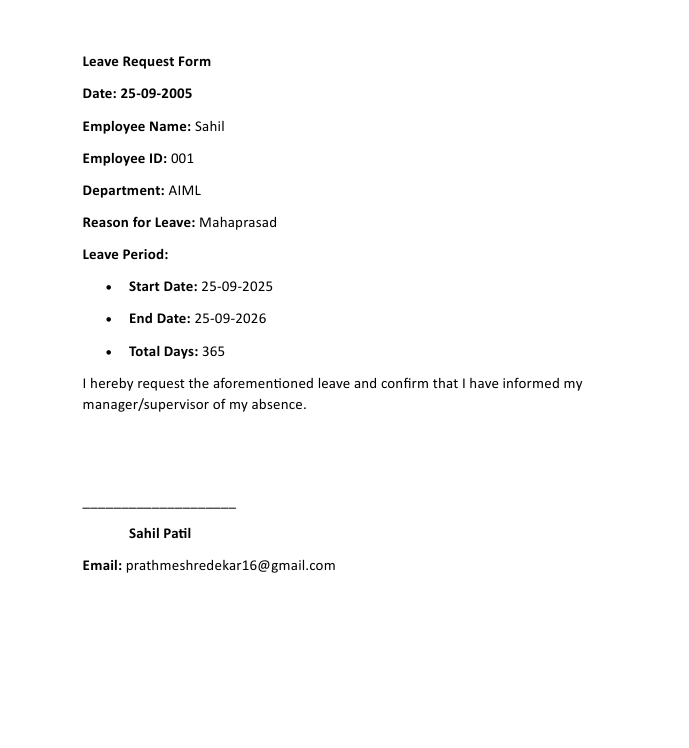 Leave Request Form
Date: 25-09-2005
Employee Name: Sahil
Employee ID: 001
Department: AIML
Reason for Leave: Mahaprasad
Leave Period:
• Start Date: 25-09-2025
• End Date: 25-09-2026
• Total Days: 365
I hereby request the aforementioned leave and confirm that I have informed my
manager/supervisor of my absence.
____________________
Sahil Patil
Email: prathmeshredekar16@gmail.com